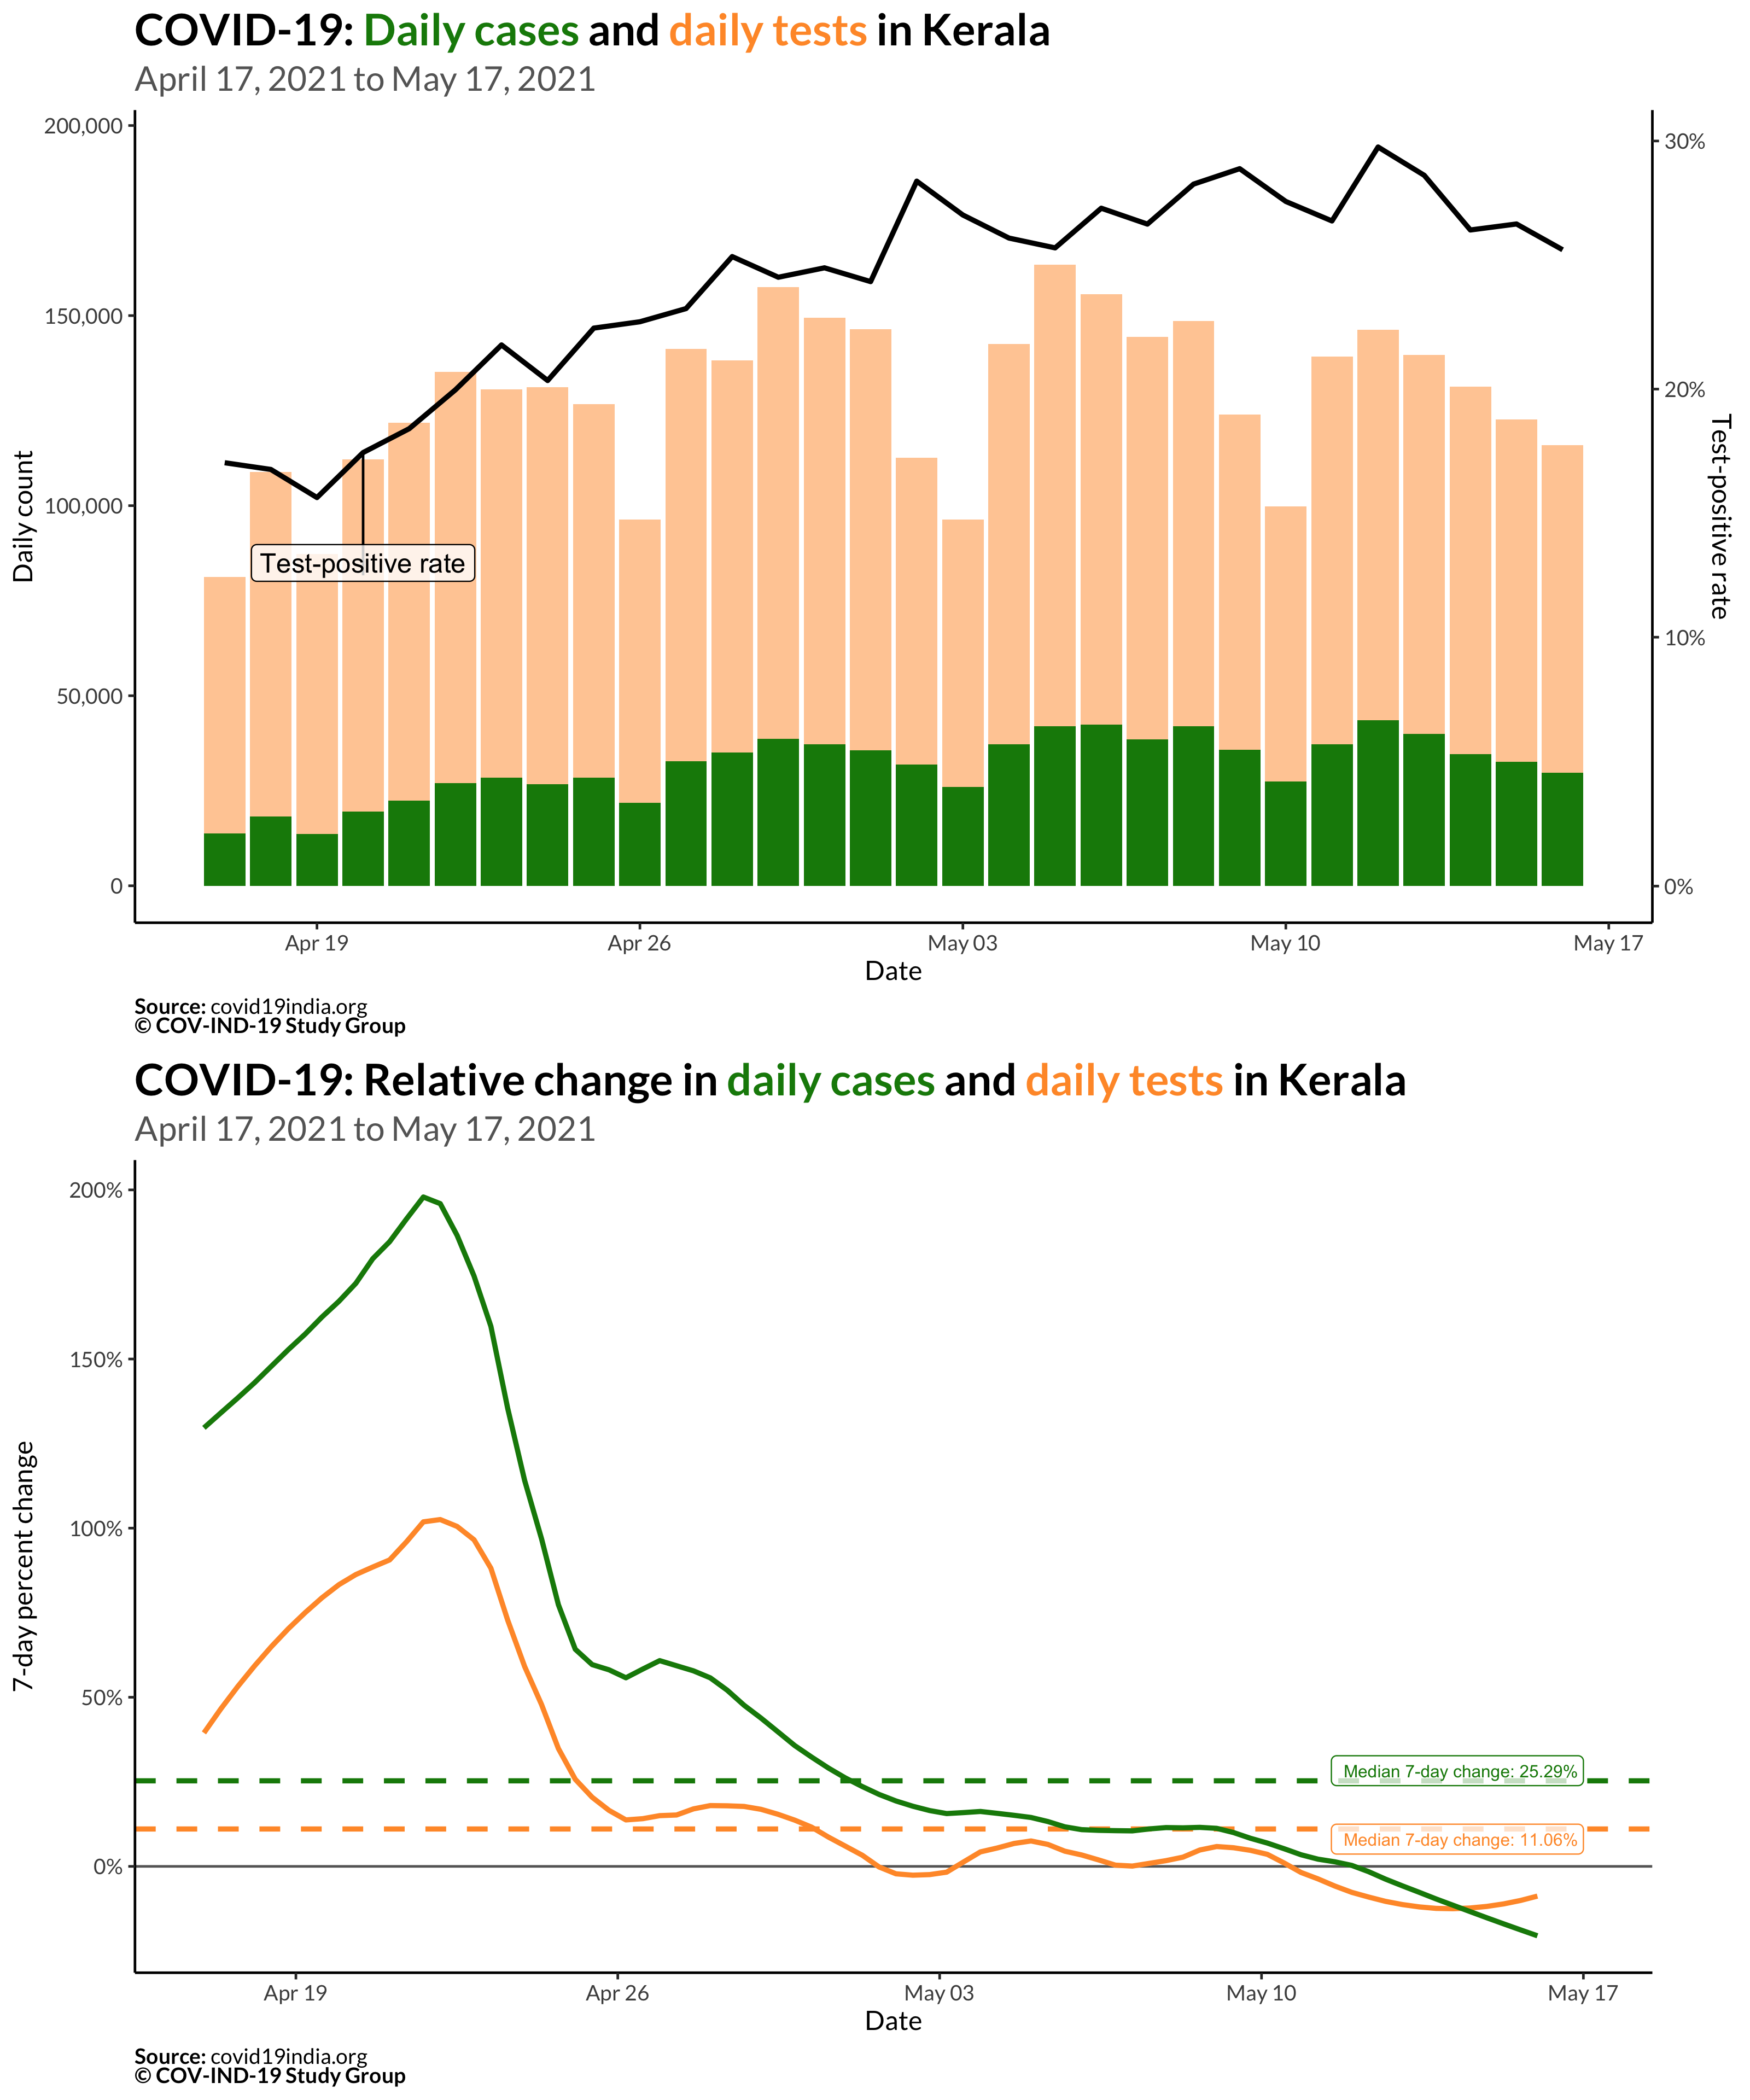 COVID-19: Daily cases and daily tests in Kerala
April 17, 2021 to May 17, 2021
200,000
150,000
100,000
50,000
0
Daily count
30%
20%
10%
0%
Test-positive rate
Test-positive rate
Apr 19
Apr 26
May 03
May 10
May 17
Date
Source: covid19india.org
© COV-IND-19 Study Group
COVID-19: Relative change in daily cases and daily tests in Kerala
April 17, 2021 to May 17, 2021
200%
150%
100%
50%
0%
7-day percent change
Median 7-day change: 25.29%
Median 7-day change: 11.06%
Apr 19
Apr 26
May 03
May 10
May 17
Date
Source: covid19india.org
© COV-IND-19 Study Group